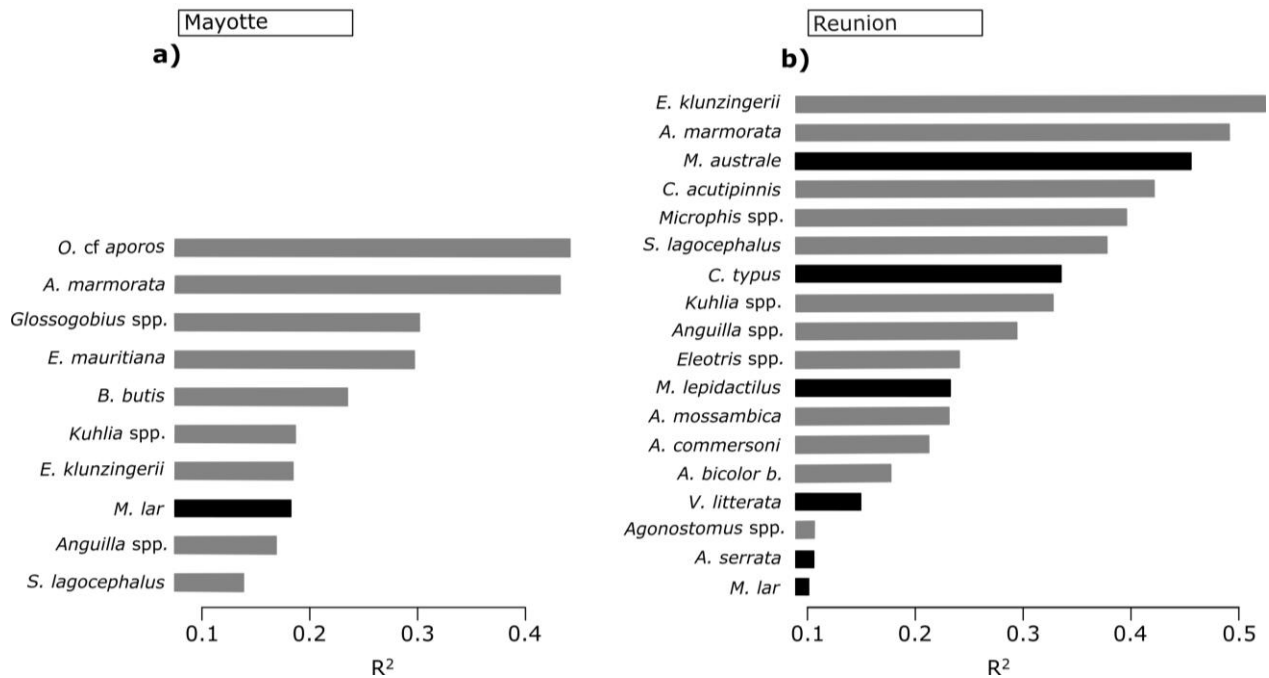 Mayotte
a)
O. cf aporos
A. marmorata
Glossogobius spp.
E. mauritiana
B. butis
Kuhlia spp.
E. klunzingerii
M. lar
Anguilla spp.
S. lagocephalus
0.1 0.2 0.3 0.4
R²
Reunion
b)
E. klunzingerii
A. marmorata
M. australe
C. acutipinnis
Microphis spp.
S. lagocephalus
C. typus
Kuhlia spp.
Anguilla spp.
Eleotris spp.
M. lepidactilus
A. mossambica
A. commersoni
A. bicolor b.
V. litterata
Agonostomus spp.
A. serrata
M. lar
0.1 0.2 0.3 0.4 0.5
R²